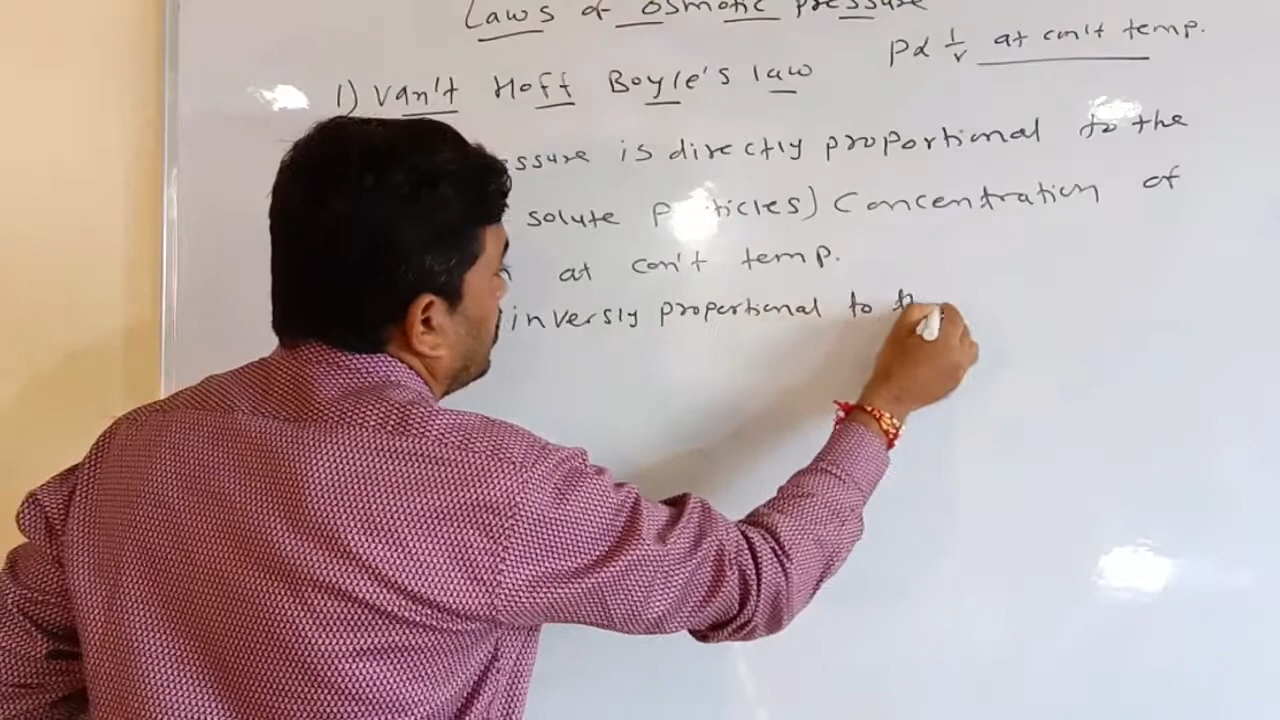 Laws of osmotic pressure
P α 1/v at con't temp.
1) Van't Hoff Boyle's law
ssure is directly proportional to the
solute particles) Concentration of
at con't temp.
inversly proportional to